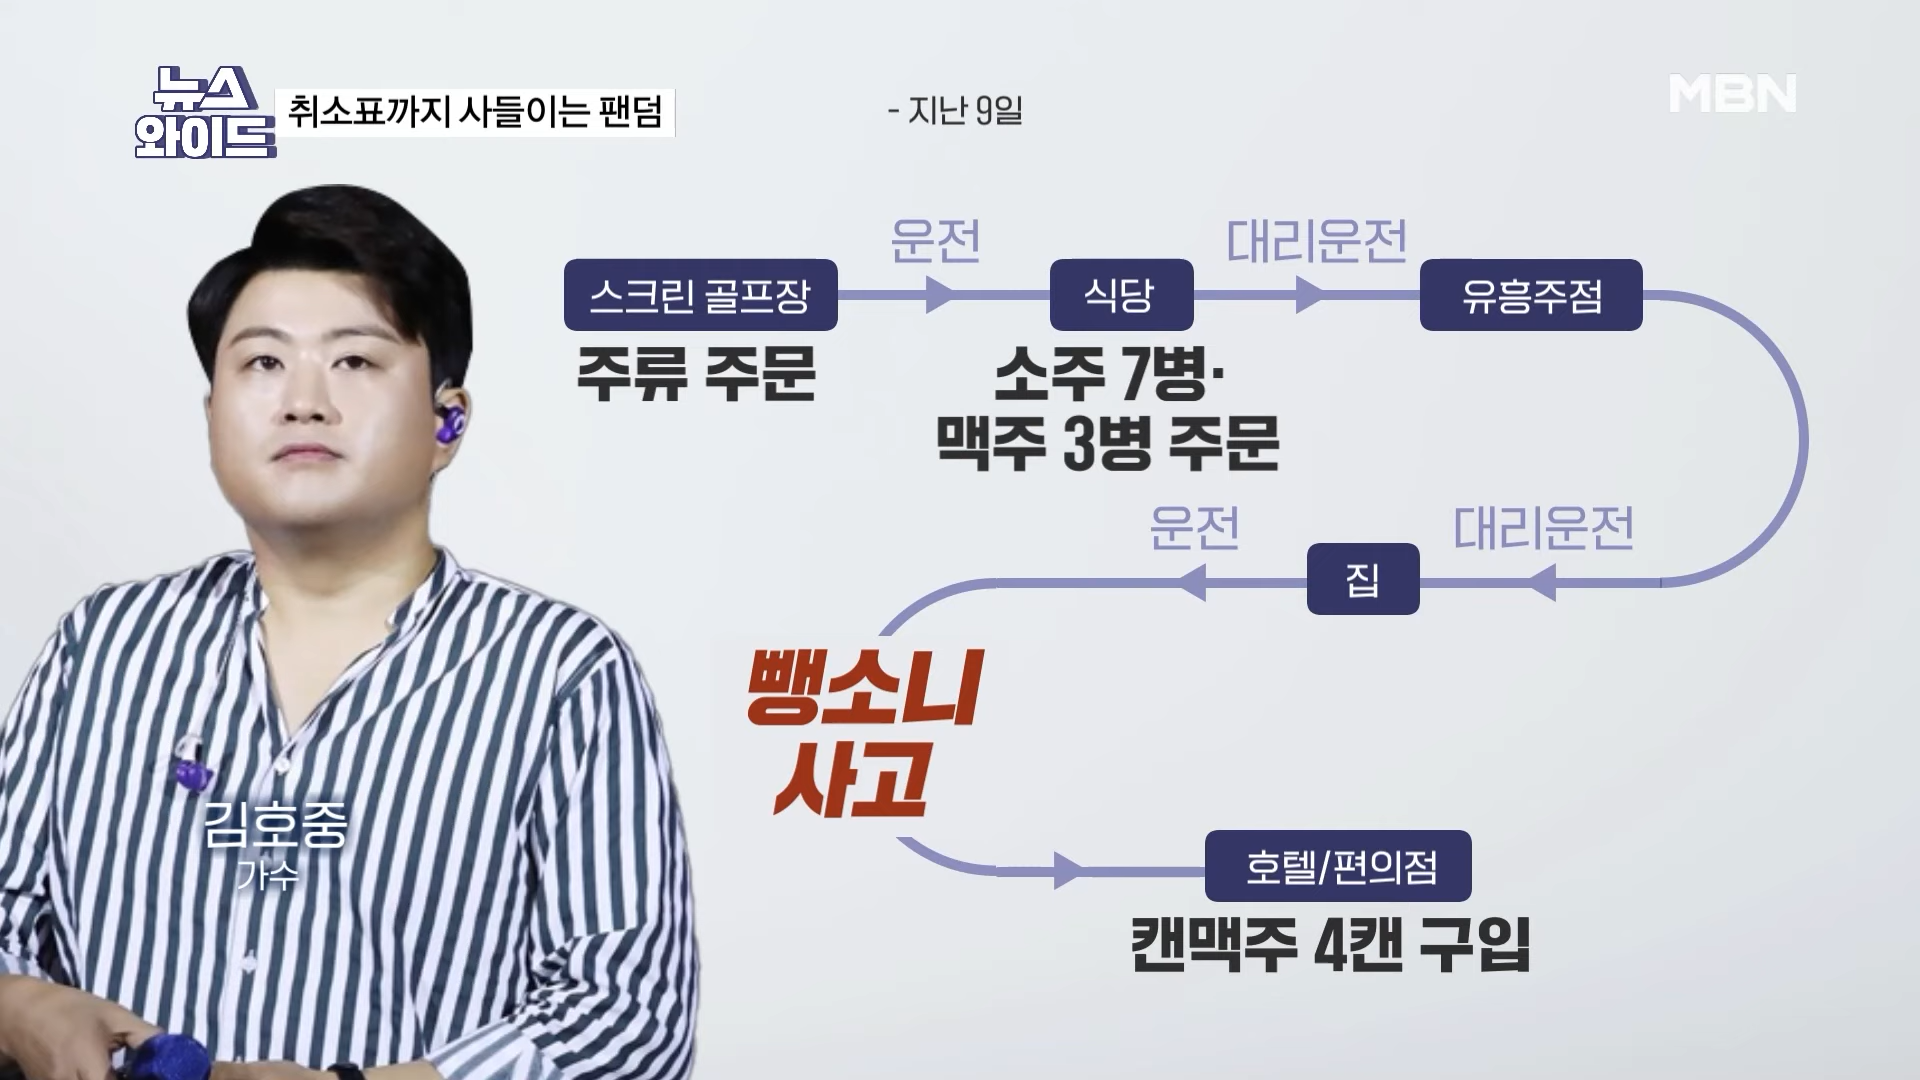 뉴스
와이드
취소표까지 사들이는 팬덤
- 지난 9일
MBN
운전
대리운전
스크린 골프장
식당
유흥주점
주류 주문
소주 7병·
맥주 3병 주문
운전
대리운전
집
뺑소니
사고
김호중
가수
호텔/편의점
캔맥주 4캔 구입